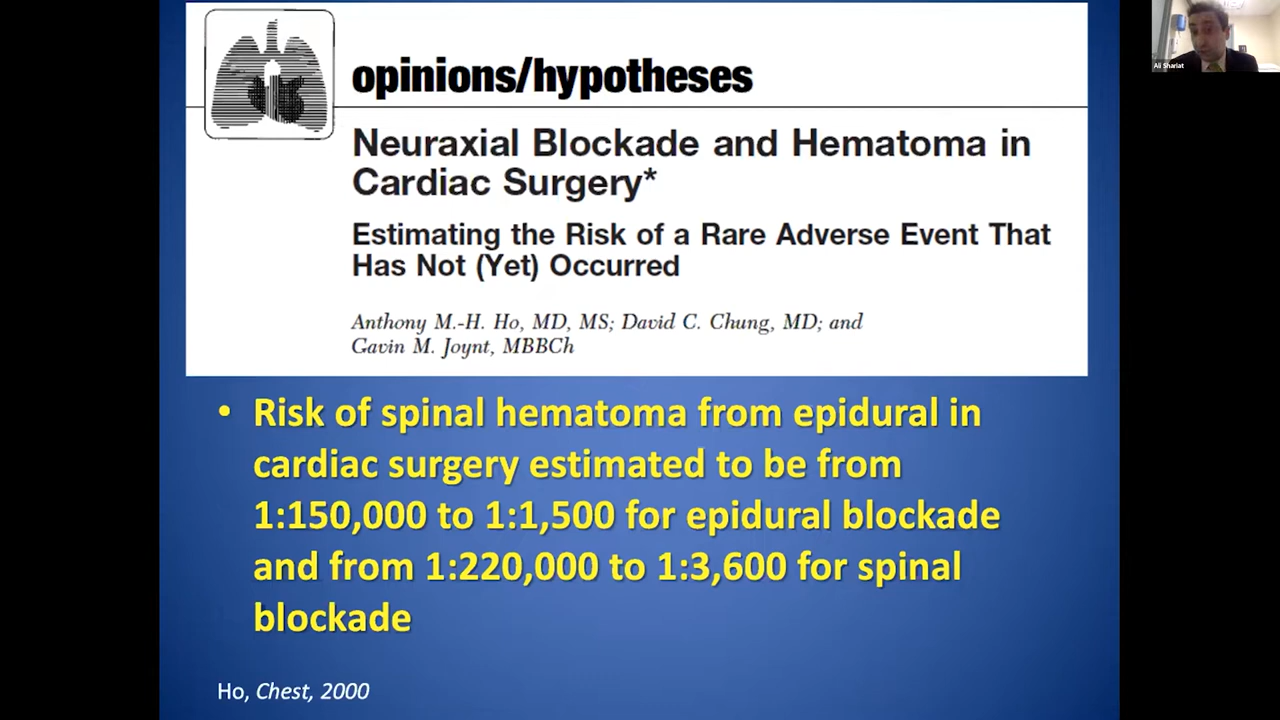 opinions/hypotheses
Neuraxial Blockade and Hematoma in
Cardiac Surgery*
Estimating the Risk of a Rare Adverse Event That
Has Not (Yet) Occurred
Anthony M.-H. Ho, MD, MS; David C. Chung, MD; and
Gavin M. Joynt, MBBCh
• Risk of spinal hematoma from epidural in
cardiac surgery estimated to be from
1:150,000 to 1:1,500 for epidural blockade
and from 1:220,000 to 1:3,600 for spinal
blockade
Ho, Chest, 2000
Ali Shariat